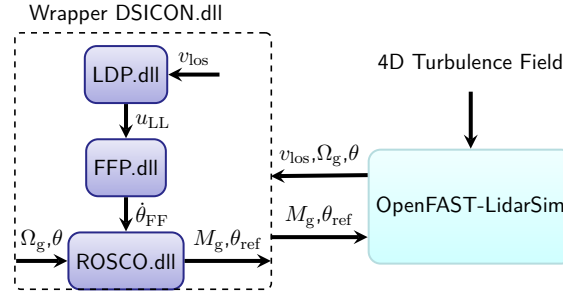 Wrapper DSICON.dll
LDP.dll
v_los
4D Turbulence Field
u_LL
FFP.dll
v_los,Ω_g,θ
OpenFAST-LidarSim
θ̇_FF
M_g,θ_ref
Ω_g,θ
ROSCO.dll
M_g,θ_ref